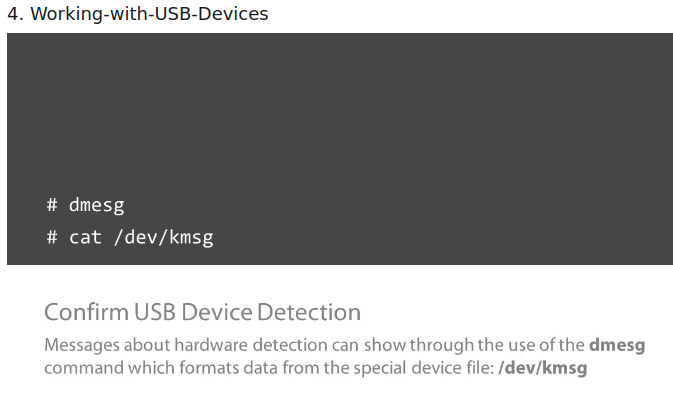 4. Working-with-USB-Devices
# dmesg
# cat /dev/kmsg
Confirm USB Device Detection
Messages about hardware detection can show through the use of the dmesg
command which formats data from the special device file: /dev/kmsg